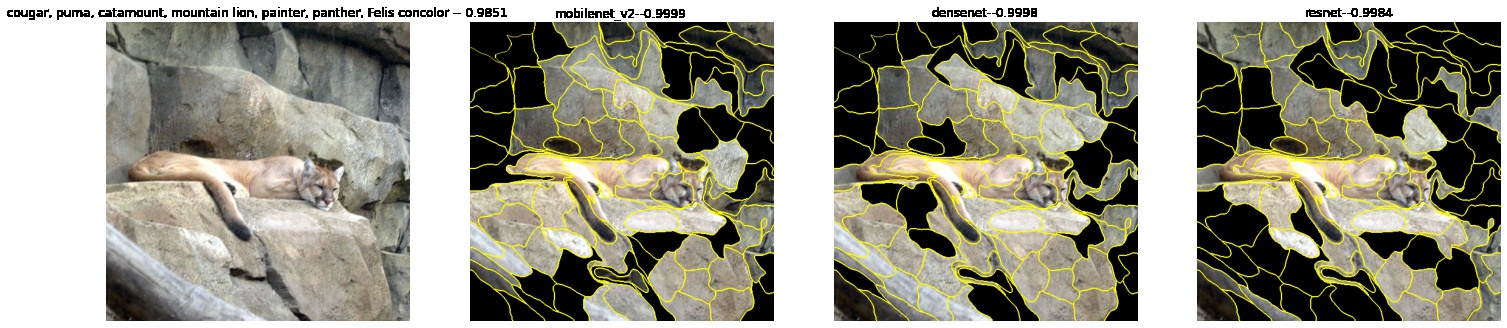 cougar, puma, catamount, mountain lion, painter, panther, Felis concolor -- 0.9851
mobilenet_v2--0.9999
densenet--0.9998
resnet--0.9984